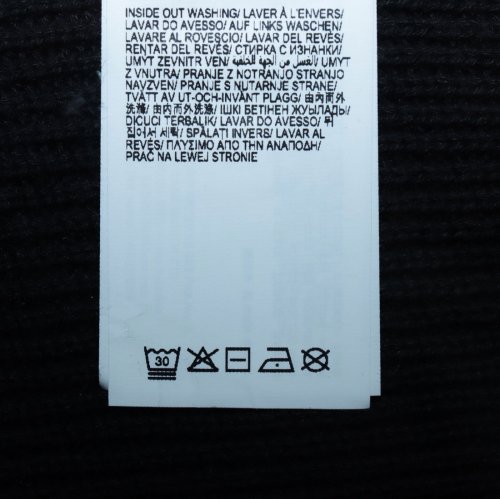 INSIDE OUT WASHING/ LAVER À L'ENVERS/
LAVAR DO AVESSO/ AUF LINKS WASCHEN/
LAVARE AL ROVESCIO/ LAVAR DEL REVÉS/
RENTAR DEL REVÉS/ СТИРКА С ИЗНАНКИ/
UMYT ZEVNITR VEN/ الغسل من الجهة الخلفية/ UMYT
Z VNUTRA/ PRANJE Z NOTRANJO STRANJO
NAVZVEN/ PRANJE S NUTARNJE STRANE/
TVÄTT AV UT-OCH-INVÄNT PLAGG/ 由內而外
洗滌/ 由内而外洗涤/ ІШКІ БЕТІНЕН ЖУЫЛАДЫ/
DICUCI TERBALIK/ LAVAR DO AVESSO/ 뒤
집어서 세탁/ SPĂLAȚI INVERS/ LAVAR AL
REVÉS/ ΠΛΥΣΙΜΟ ΑΠΟ ΤΗΝ ΑΝΑΠΟΔΗ/
PRAĆ NA LEWEJ STRONIE
30